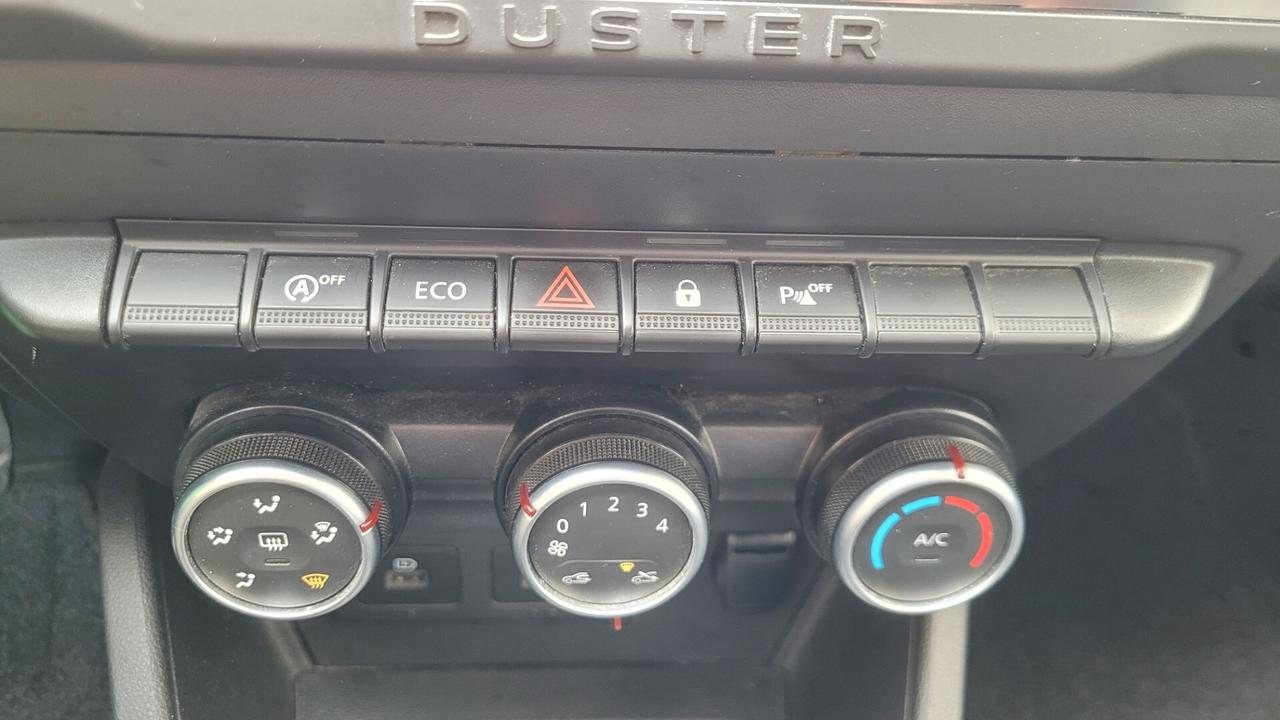 DUSTER
A OFF
ECO
P OFF
0 1 2 3 4
A/C